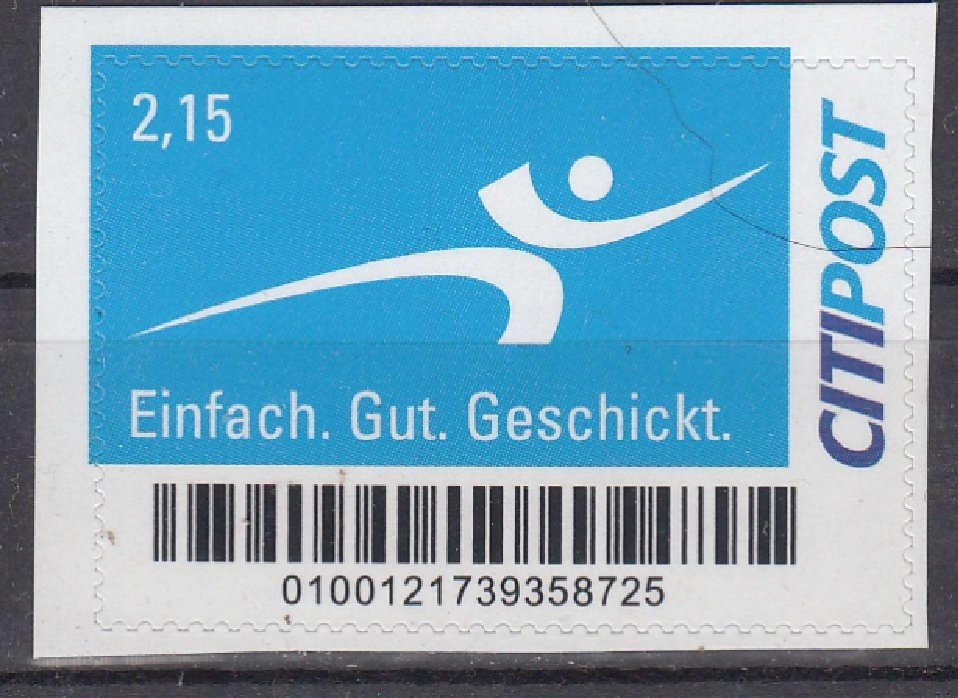 2,15
CITIPOST
Einfach. Gut. Geschickt.
0100121739358725